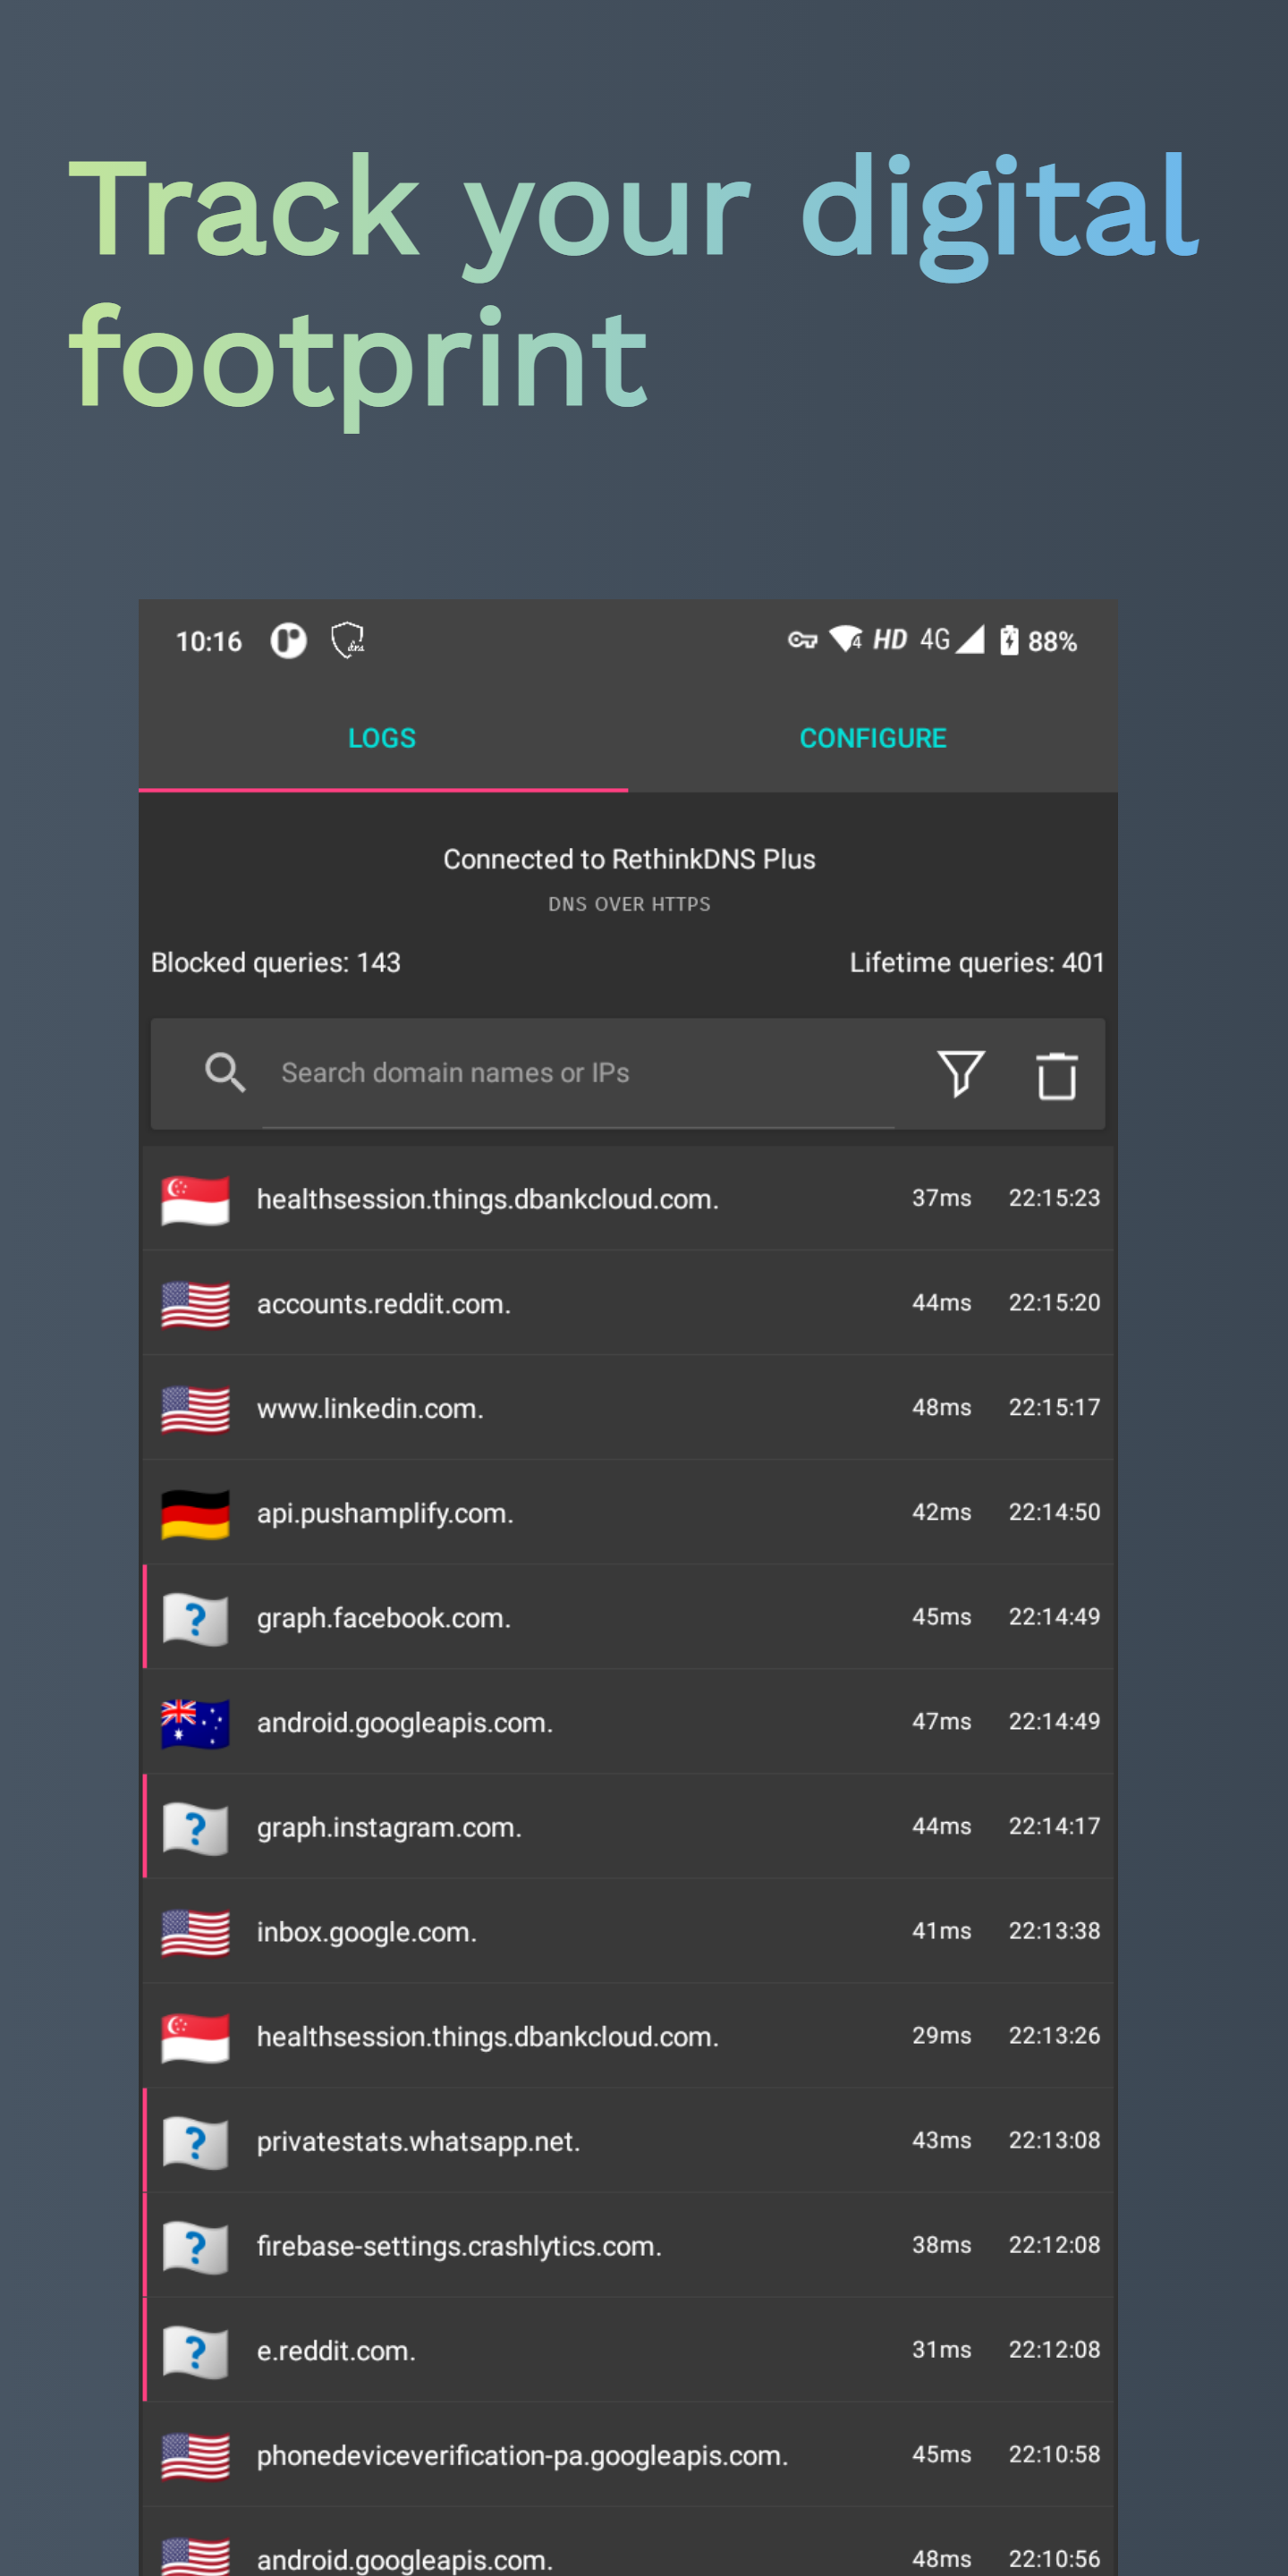 Track your digital
footprint
10:16 dns 4 HD 4G 88%
LOGS CONFIGURE
Connected to RethinkDNS Plus
DNS OVER HTTPS
Blocked queries: 143 Lifetime queries: 401
Search domain names or IPs
healthsession.things.dbankcloud.com. 37ms 22:15:23
accounts.reddit.com. 44ms 22:15:20
www.linkedin.com. 48ms 22:15:17
api.pushamplify.com. 42ms 22:14:50
? graph.facebook.com. 45ms 22:14:49
android.googleapis.com. 47ms 22:14:49
? graph.instagram.com. 44ms 22:14:17
inbox.google.com. 41ms 22:13:38
healthsession.things.dbankcloud.com. 29ms 22:13:26
? privatestats.whatsapp.net. 43ms 22:13:08
? firebase-settings.crashlytics.com. 38ms 22:12:08
? e.reddit.com. 31ms 22:12:08
phonedeviceverification-pa.googleapis.com. 45ms 22:10:58
android.googleapis.com. 48ms 22:10:56